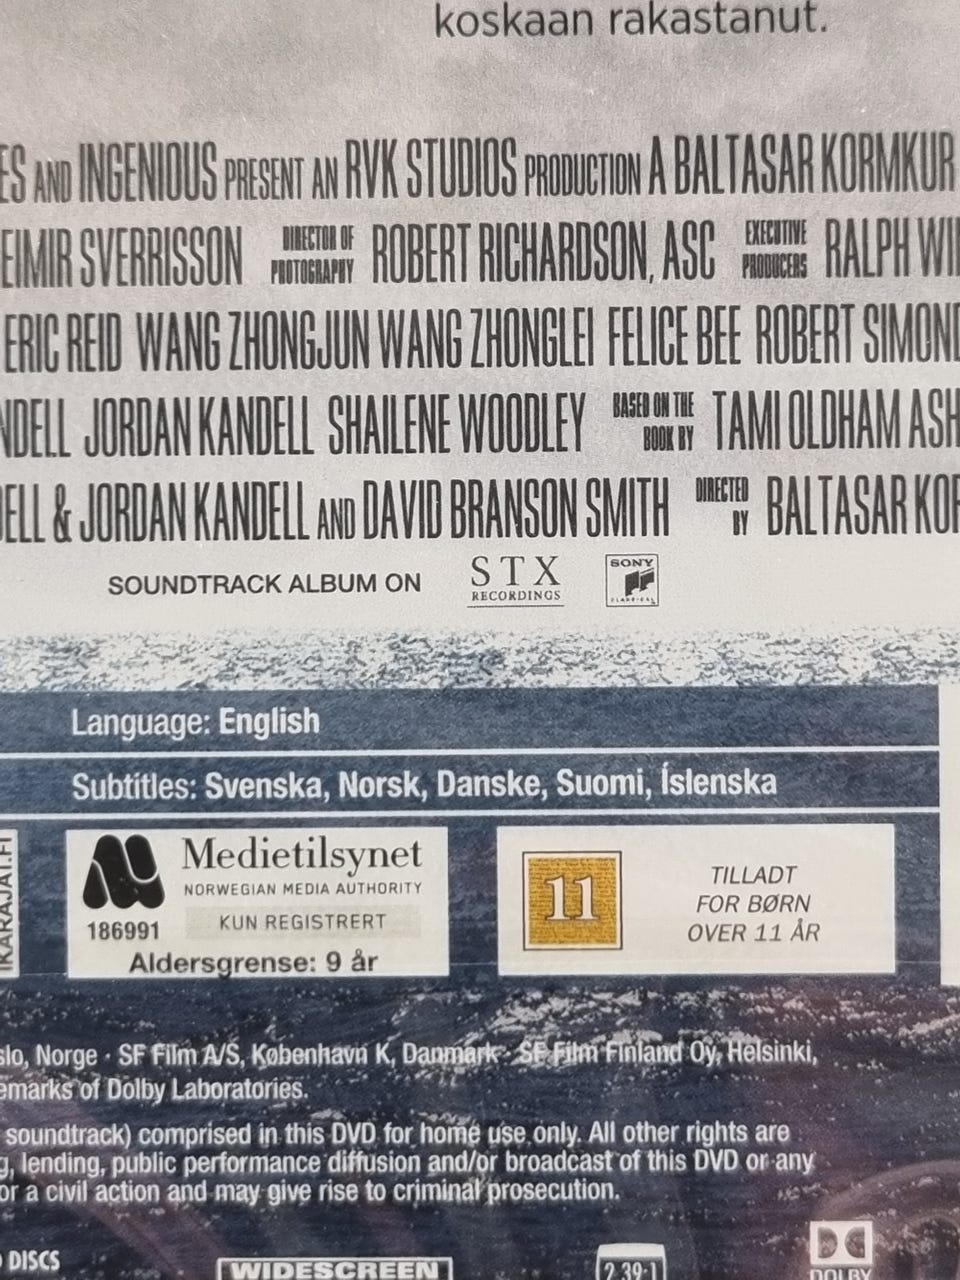 koskaan rakastanut.
ES AND INGENIOUS PRESENT AN RVK STUDIOS PRODUCTION A BALTASAR KORMKUR
EIMIR SVERRISSON DIRECTOR OF PHOTOGRAPHY ROBERT RICHARDSON, ASC EXECUTIVE PRODUCERS RALPH WI
ERIC REID WANG ZHONGJUN WANG ZHONGLEI FELICE BEE ROBERT SIMOND
NDELL JORDAN KANDELL SHAILENE WOODLEY BASED ON THE BOOK BY TAMI OLDHAM ASH
DELL & JORDAN KANDELL AND DAVID BRANSON SMITH DIRECTED BY BALTASAR KOR
SOUNDTRACK ALBUM ON STX RECORDINGS SONY CLASSICAL
Language: English
Subtitles: Svenska, Norsk, Danske, Suomi, Íslenska
IKARAJAT.FI
Medietilsynet
NORWEGIAN MEDIA AUTHORITY
186991 KUN REGISTRERT
Aldersgrense: 9 år
11
TILLADT
FOR BØRN
OVER 11 ÅR
slo, Norge · SF Film A/S, København K, Danmark · SF Film Finland Oy, Helsinki,
emarks of Dolby Laboratories.
soundtrack) comprised in this DVD for home use only. All other rights are
g, lending, public performance diffusion and/or broadcast of this DVD or any
or a civil action and may give rise to criminal prosecution.
DISCS
WIDESCREEN
2.39:1
DOLBY